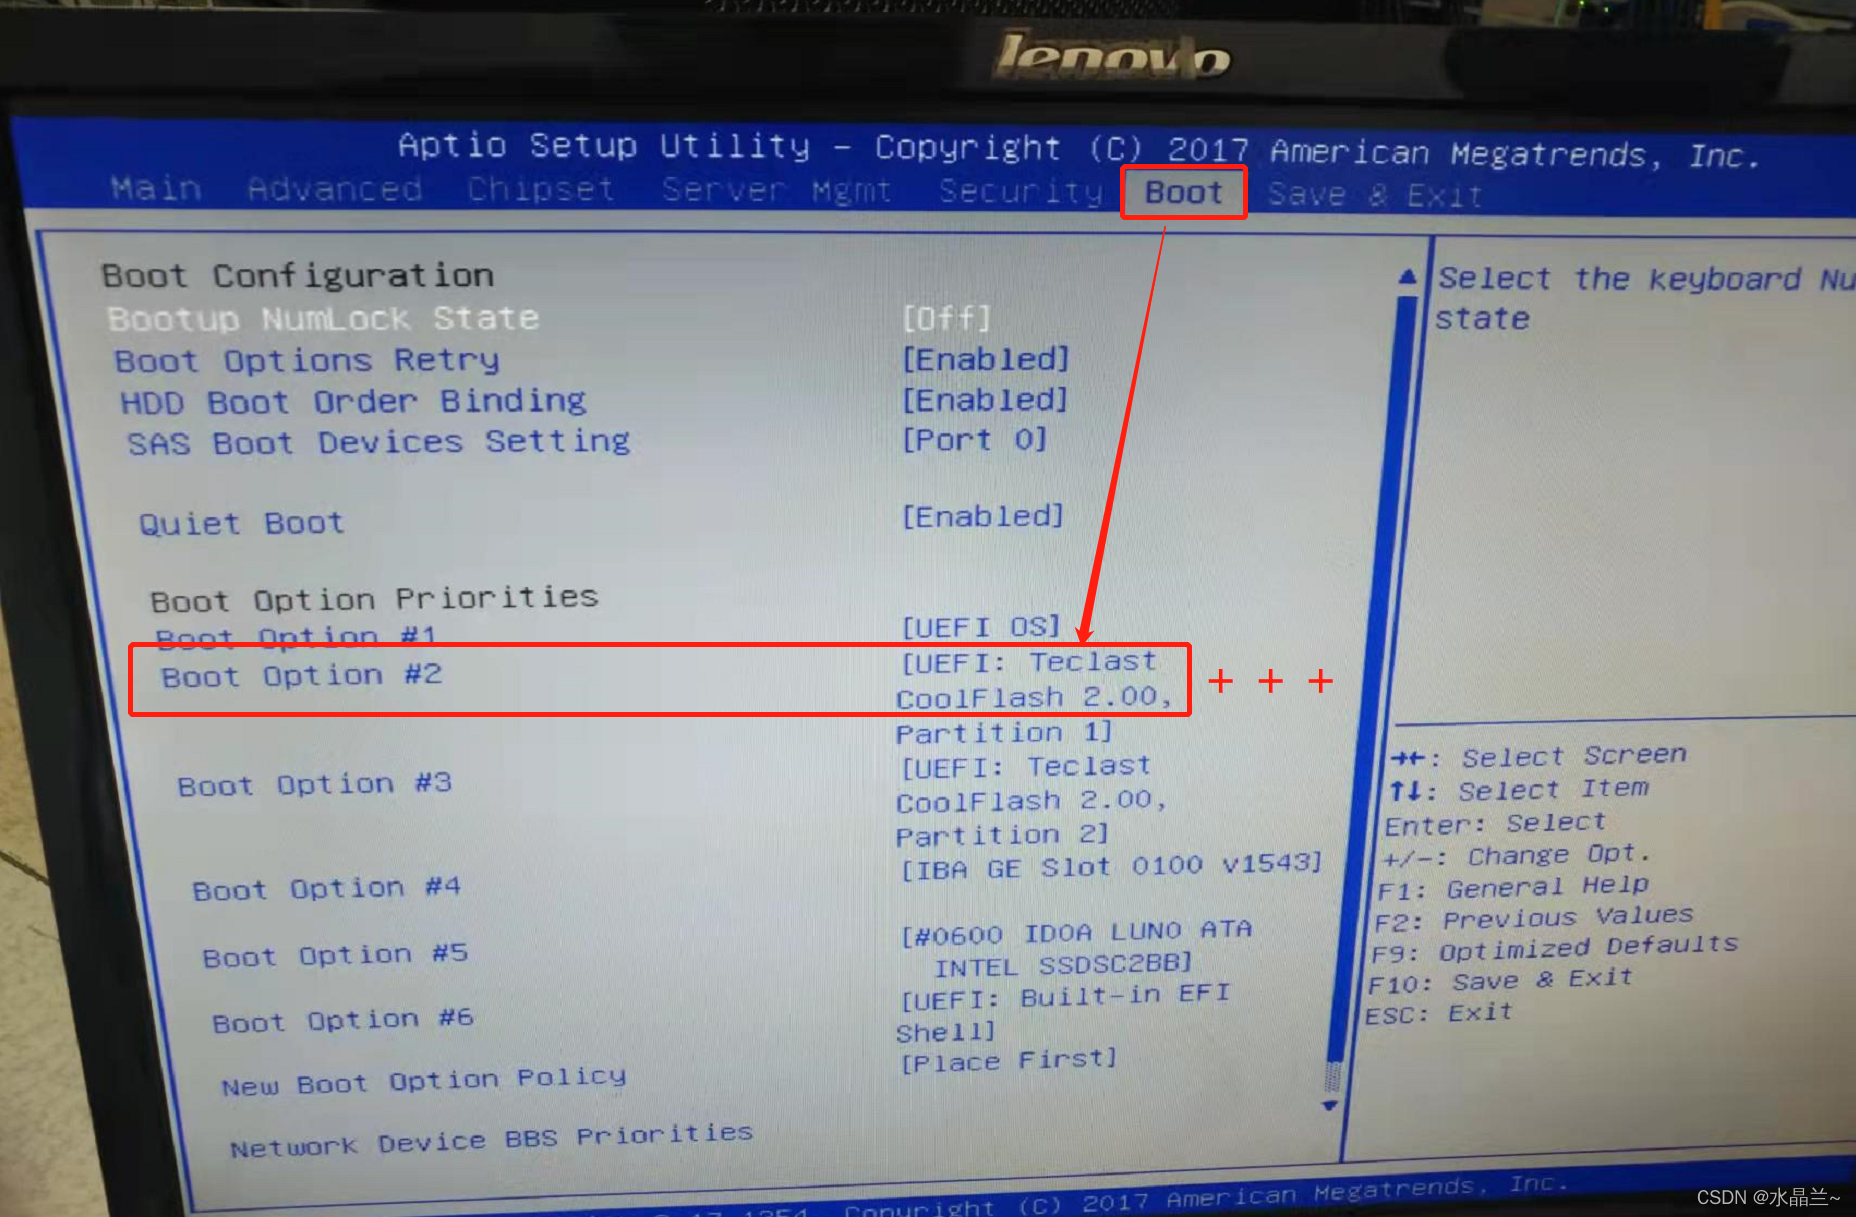 lenovo
Aptio Setup Utility - Copyright (C) 2017 American Megatrends, Inc.
Main Advanced Chipset Server Mgmt Security Boot Save & Exit
Boot Configuration
Bootup NumLock State [Off]
Boot Options Retry [Enabled]
HDD Boot Order Binding [Enabled]
SAS Boot Devices Setting [Port 0]
Quiet Boot [Enabled]
Boot Option Priorities
Boot Option #1 [UEFI OS]
Boot Option #2 [UEFI: Teclast
CoolFlash 2.00,
Partition 1]
+ + +
Boot Option #3 [UEFI: Teclast
CoolFlash 2.00,
Partition 2]
Boot Option #4 [IBA GE Slot 0100 v1543]
Boot Option #5 [#0600 ID0A LUN0 ATA
INTEL SSDSC2BB]
Boot Option #6 [UEFI: Built-in EFI
Shell]
New Boot Option Policy [Place First]
Network Device BBS Priorities
Select the keyboard
state
→←: Select Screen
↑↓: Select Item
Enter: Select
+/-: Change Opt.
F1: General Help
F2: Previous Values
F9: Optimized Defaults
F10: Save & Exit
ESC: Exit
Copyright (C) 2017 American Megatrends, Inc.
CSDN @水晶兰~